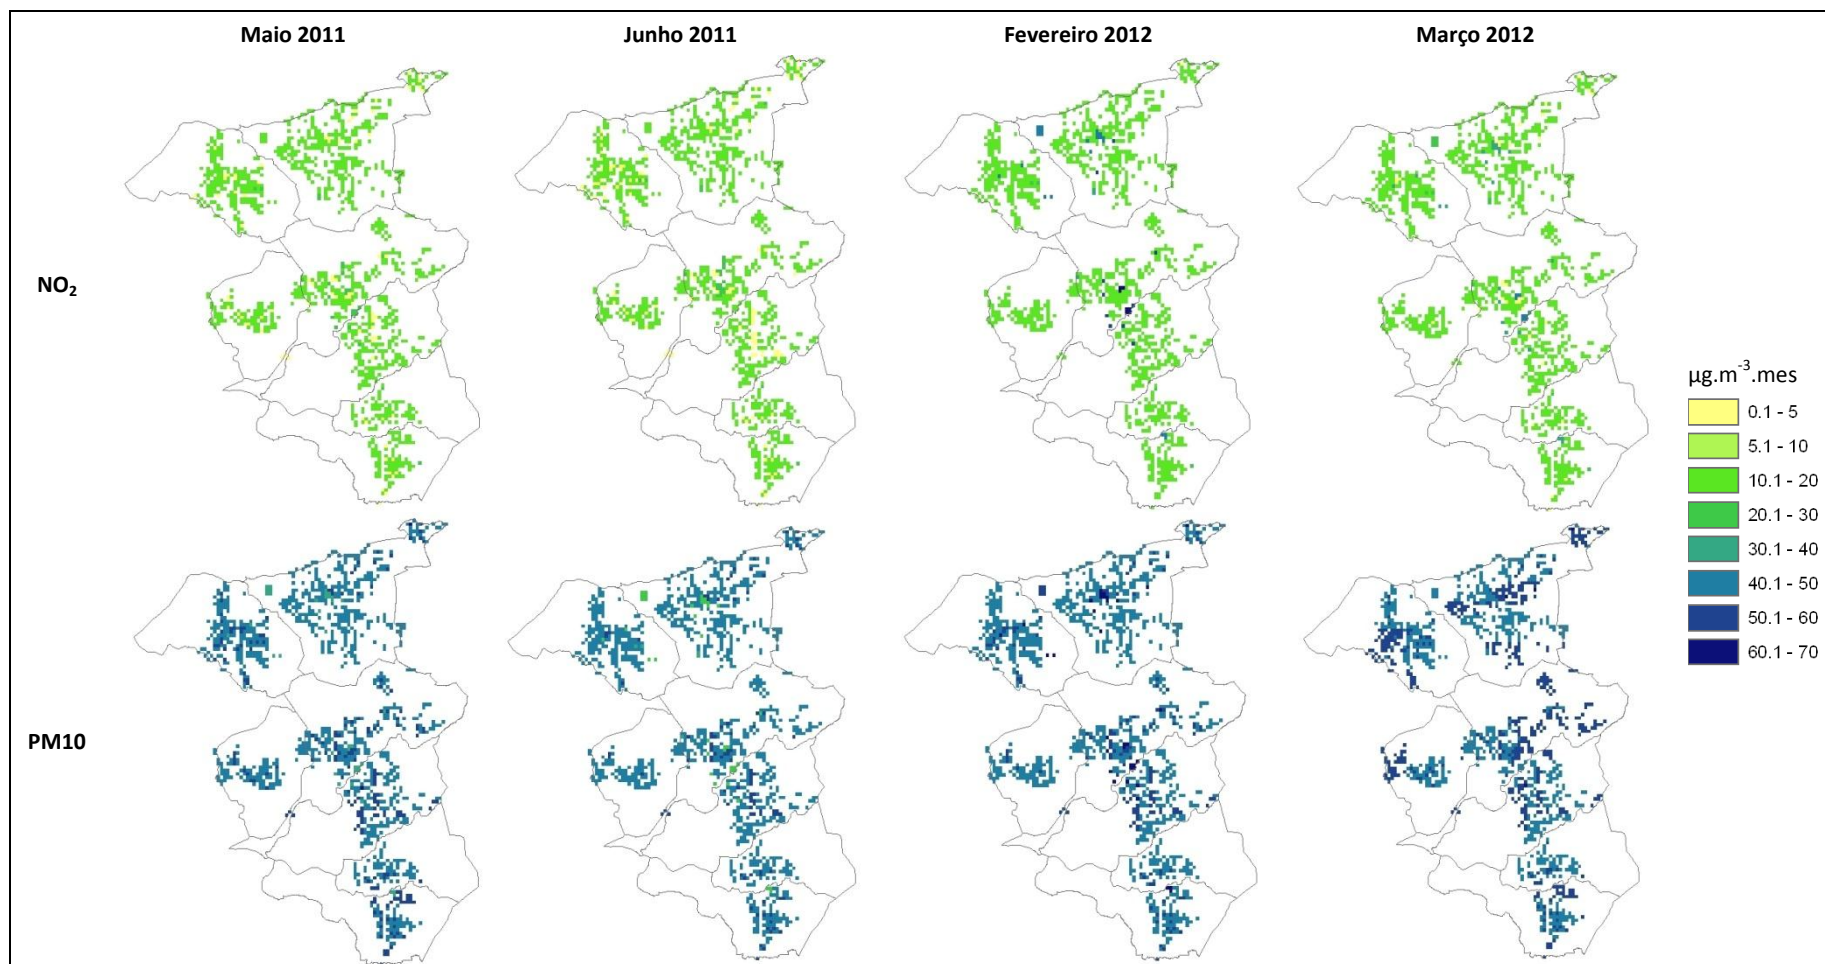 Maio 2011
Junho 2011
Fevereiro 2012
Março 2012
NO₂
PM10
µg.m⁻³.mes
0.1 - 5
5.1 - 10
10.1 - 20
20.1 - 30
30.1 - 40
40.1 - 50
50.1 - 60
60.1 - 70